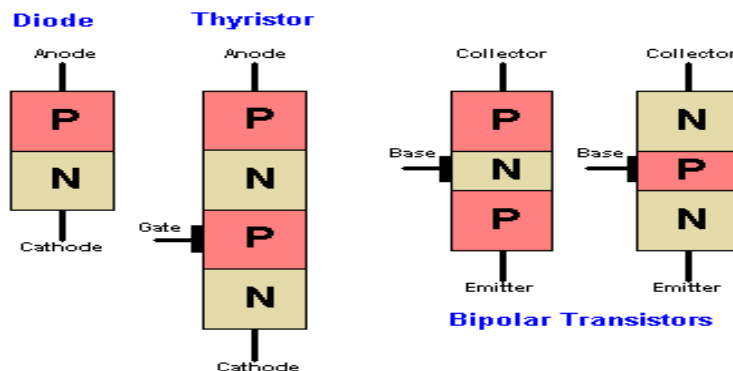 Diode
Thyristor
Anode
Anode
Collector
Collector
P
N
Cathode
P
N
Gate
P
N
Cathode
Base
P
N
P
Emitter
Base
N
P
N
Emitter
Bipolar Transistors